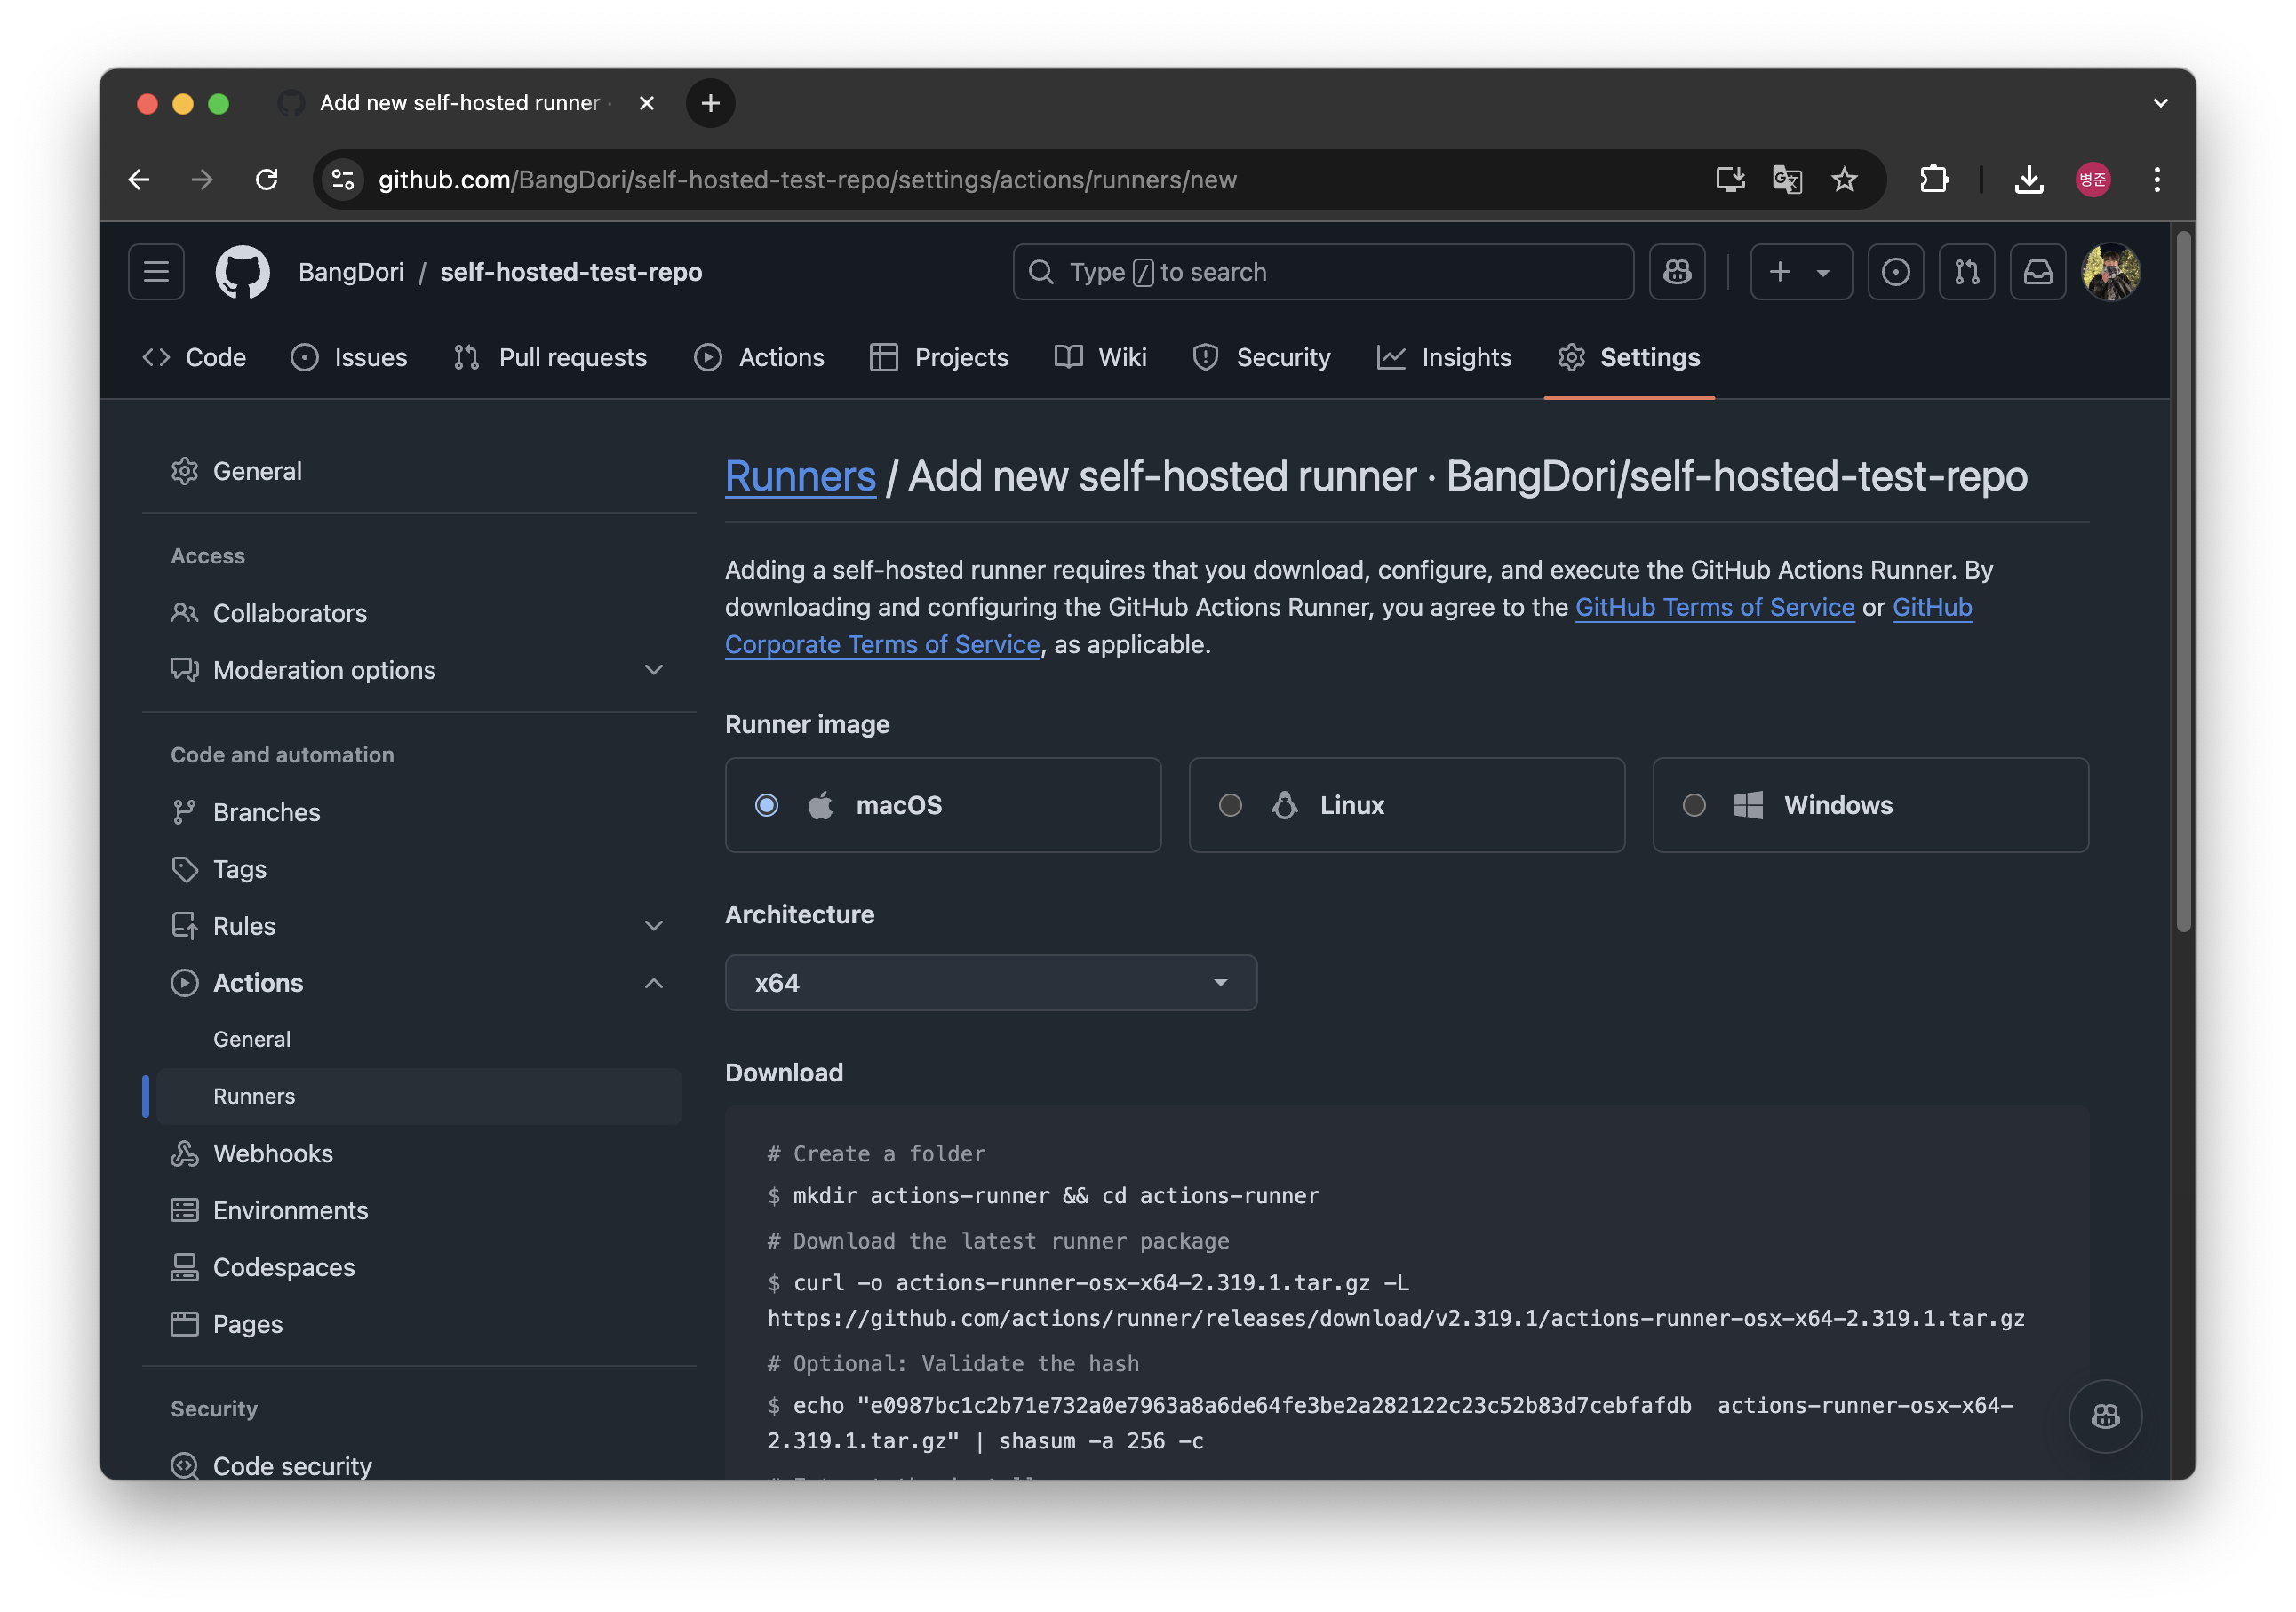 Add new self-hosted runner ·
github.com/BangDori/self-hosted-test-repo/settings/actions/runners/new
병준
BangDori / self-hosted-test-repo
Type / to search
Code
Issues
Pull requests
Actions
Projects
Wiki
Security
Insights
Settings
General
Access
Collaborators
Moderation options
Code and automation
Branches
Tags
Rules
Actions
General
Runners
Webhooks
Environments
Codespaces
Pages
Security
Code security
Runners / Add new self-hosted runner · BangDori/self-hosted-test-repo
Adding a self-hosted runner requires that you download, configure, and execute the GitHub Actions Runner. By
downloading and configuring the GitHub Actions Runner, you agree to the GitHub Terms of Service or GitHub
Corporate Terms of Service, as applicable.
Runner image
macOS
Linux
Windows
Architecture
x64
Download
# Create a folder
$ mkdir actions-runner && cd actions-runner
# Download the latest runner package
$ curl -o actions-runner-osx-x64-2.319.1.tar.gz -L
https://github.com/actions/runner/releases/download/v2.319.1/actions-runner-osx-x64-2.319.1.tar.gz
# Optional: Validate the hash
$ echo "e0987bc1c2b71e732a0e7963a8a6de64fe3be2a282122c23c52b83d7cebfafdb  actions-runner-osx-x64-
2.319.1.tar.gz" | shasum -a 256 -c